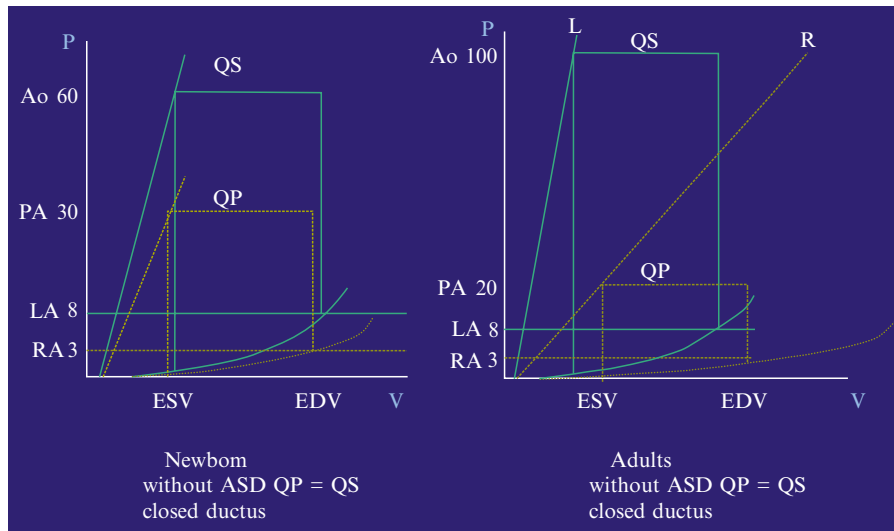 P
QS
Ao 60
PA 30
QP
LA 8
RA 3
ESV
EDV
V
Newbom
without ASD QP = QS
closed ductus
P
L
R
Ao 100
QS
QP
PA 20
LA 8
RA 3
ESV
EDV
V
Adults
without ASD QP = QS
closed ductus